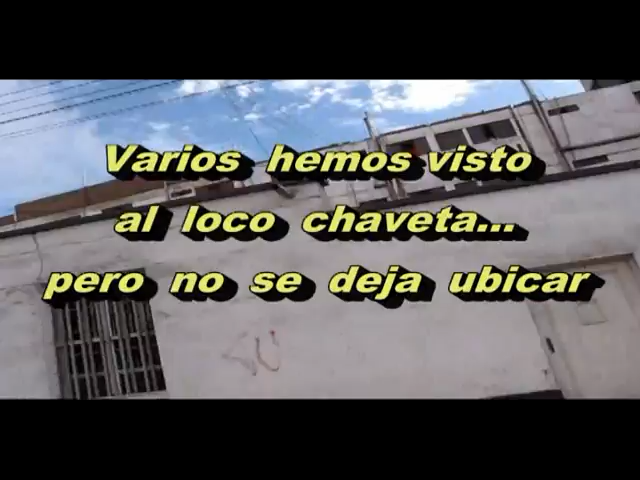 Varios hemos visto
al loco chaveta...
pero no se deja ubicar